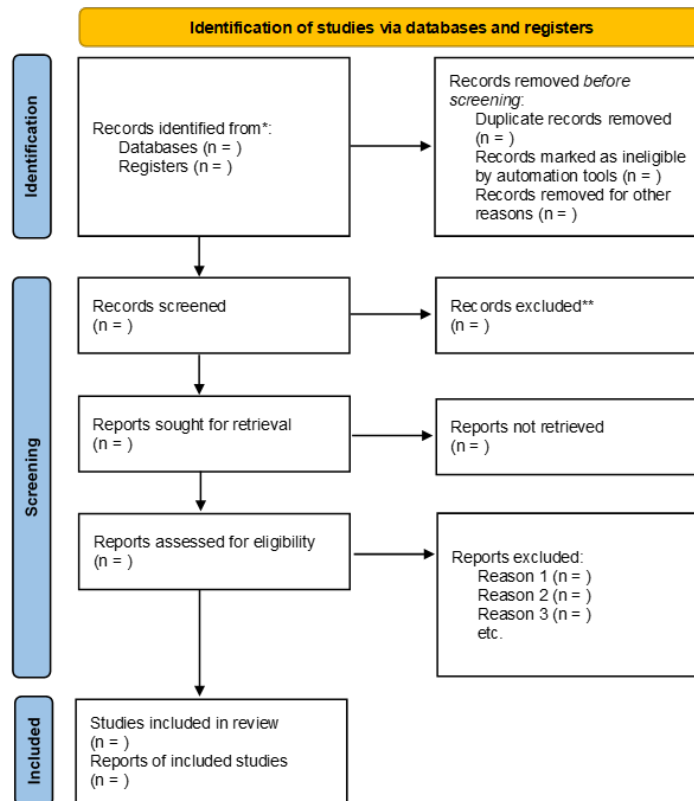 Identification of studies via databases and registers
Identification
Records identified from*:
Databases (n = )
Registers (n = )
Records removed before
screening:
Duplicate records removed
(n = )
Records marked as ineligible
by automation tools (n = )
Records removed for other
reasons (n = )
Screening
Records screened
(n = )
Records excluded**
(n = )
Reports sought for retrieval
(n = )
Reports not retrieved
(n = )
Reports assessed for eligibility
(n = )
Reports excluded:
Reason 1 (n = )
Reason 2 (n = )
Reason 3 (n = )
etc.
Included
Studies included in review
(n = )
Reports of included studies
(n = )